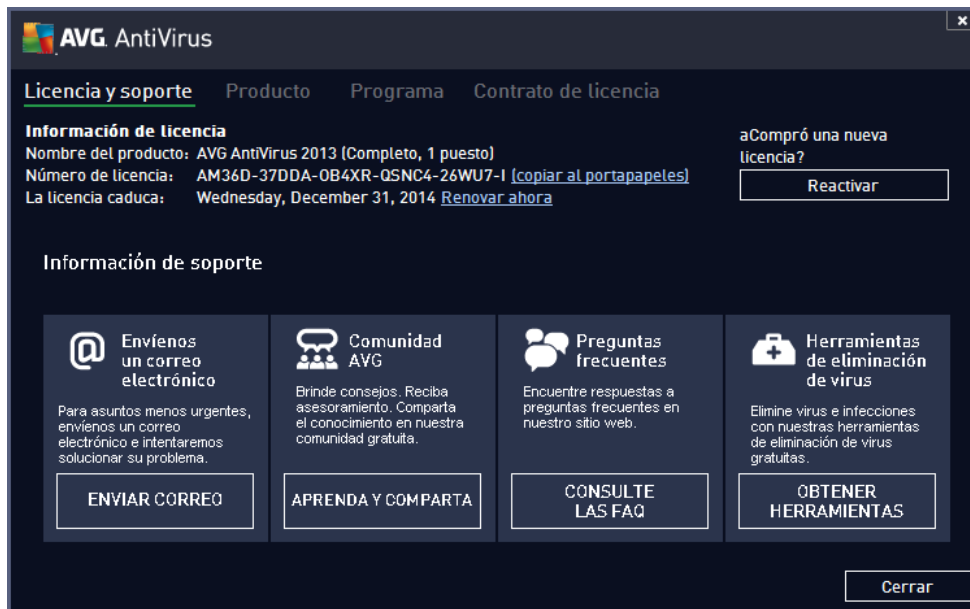 AVG. AntiVirus
Licencia y soporte Producto Programa Contrato de licencia
Información de licencia
Nombre del producto: AVG AntiVirus 2013 (Completo, 1 puesto)
Número de licencia: AM36D-37DDA-OB4XR-QSNC4-26WU7-I (copiar al portapapeles)
La licencia caduca: Wednesday, December 31, 2014 Renovar ahora
aCompró una nueva
licencia?
Reactivar
Información de soporte
Envíenos
un correo
electrónico
Para asuntos menos urgentes,
envíenos un correo
electrónico e intentaremos
solucionar su problema.
ENVIAR CORREO
Comunidad
AVG
Brinde consejos. Reciba
asesoramiento. Comparta
el conocimiento en nuestra
comunidad gratuita.
APRENDA Y COMPARTA
Preguntas
frecuentes
Encuentre respuestas a
preguntas frecuentes en
nuestro sitio web.
CONSULTE
LAS FAQ
Herramientas
de eliminación
de virus
Elimine virus e infecciones
con nuestras herramientas
de eliminación de virus
gratuitas.
OBTENER
HERRAMIENTAS
Cerrar